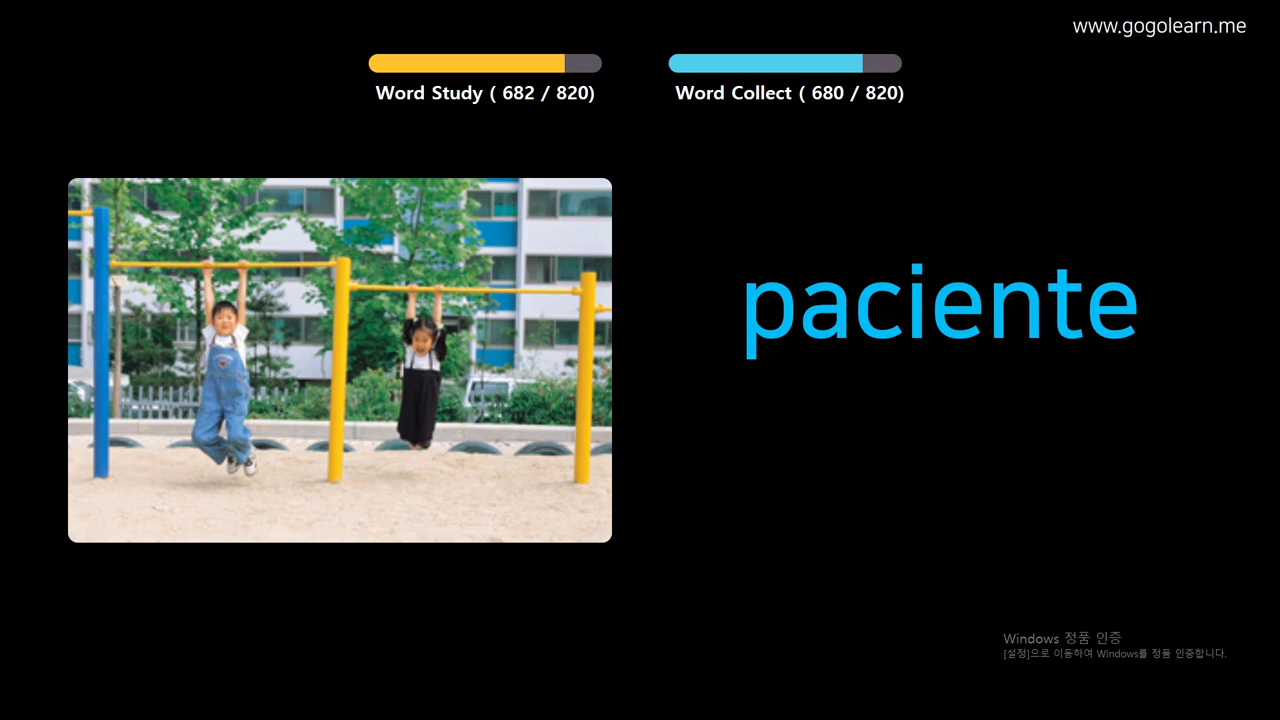 www.gogolearn.me
Word Study ( 682 / 820)
Word Collect ( 680 / 820)
paciente
Windows 정품 인증
[설정]으로 이동하여 Windows를 정품 인증합니다.